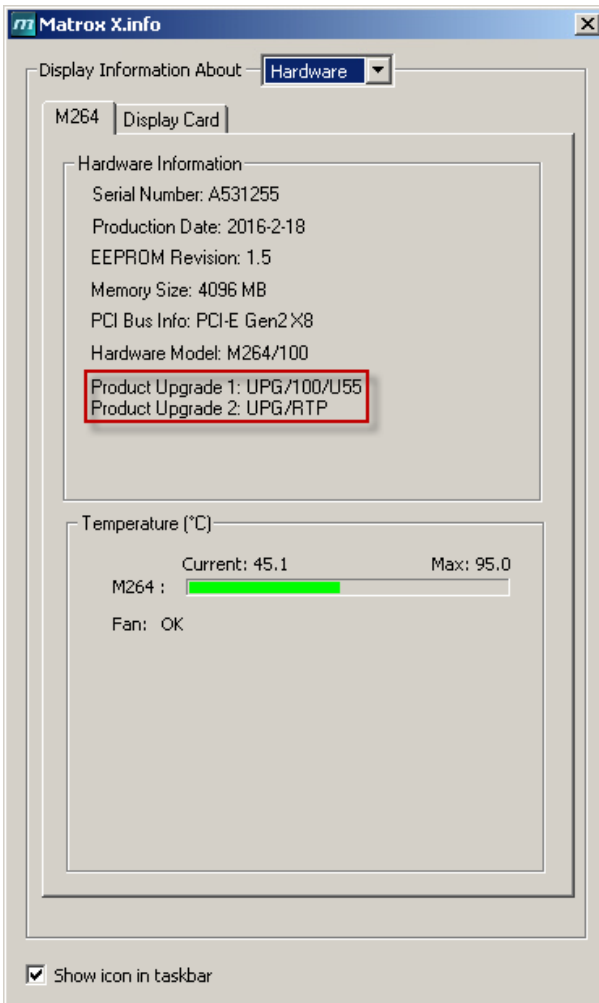 m Matrox X.info
Display Information About Hardware
M264 Display Card
Hardware Information
Serial Number: A531255
Production Date: 2016-2-18
EEPROM Revision: 1.5
Memory Size: 4096 MB
PCI Bus Info: PCI-E Gen2 X8
Hardware Model: M264/100
Product Upgrade 1: UPG/100/U55
Product Upgrade 2: UPG/RTP
Temperature (°C)
Current: 45.1 Max: 95.0
M264 :
Fan: OK
Show icon in taskbar